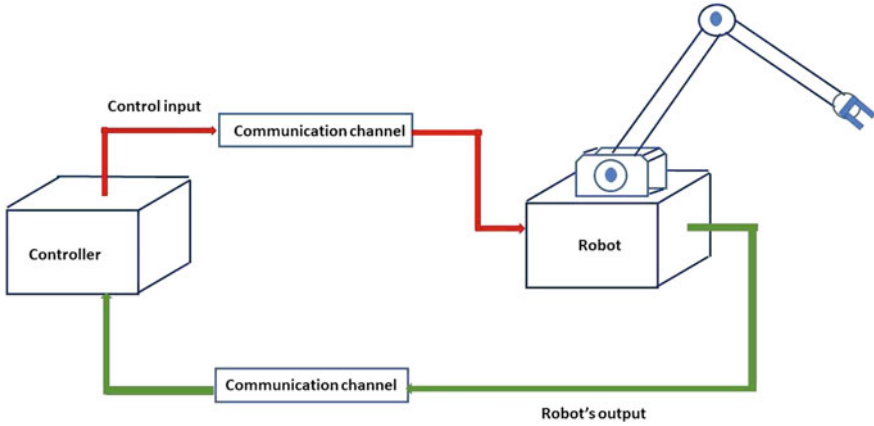 Control input
Communication channel
Controller
Robot
Communication channel
Robot's output